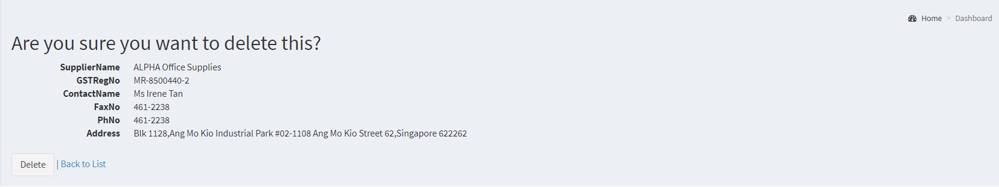 Home > Dashboard
Are you sure you want to delete this?
SupplierName ALPHA Office Supplies
GSTRegNo MR-8500440-2
ContactName Ms Irene Tan
FaxNo 461-2238
PhNo 461-2238
Address Blk 1128,Ang Mo Kio Industrial Park #02-1108 Ang Mo Kio Street 62,Singapore 622262
Delete | Back to List